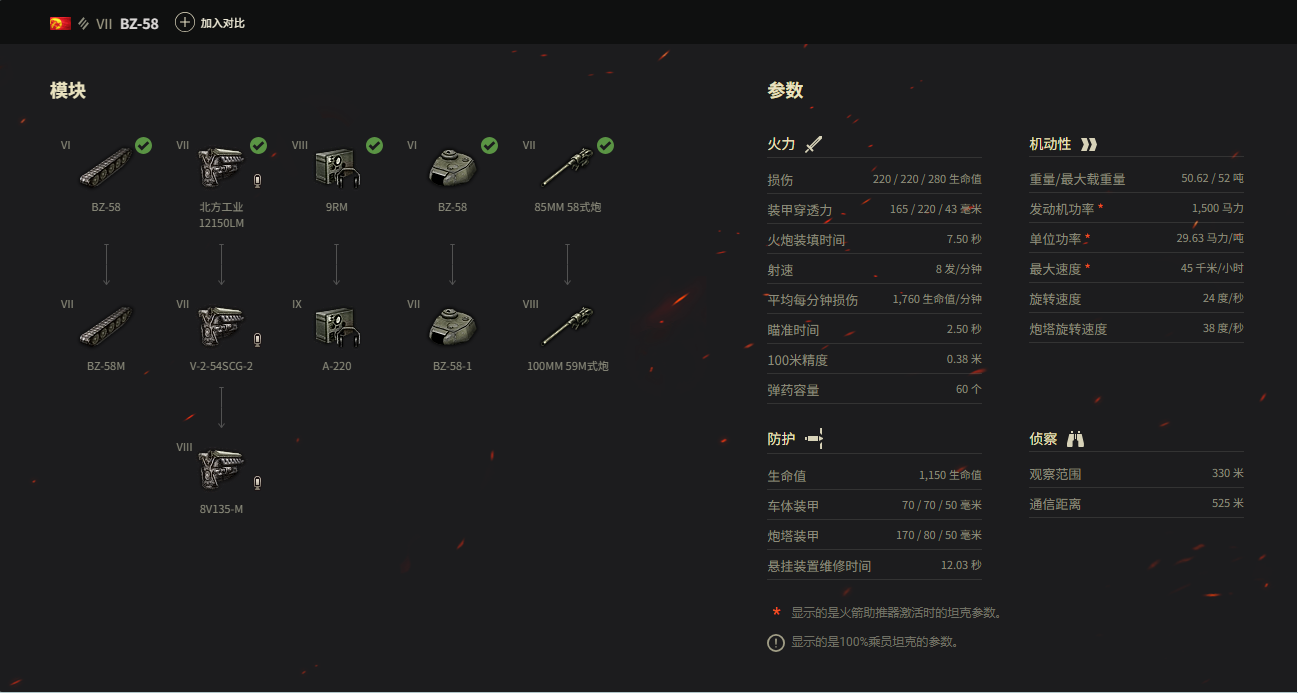 VII BZ-58 加入对比
模块
VI VII VIII VI VII
BZ-58 北方工业 9RM BZ-58 85MM 58式炮
12150LM
VII VII IX VII VIII
BZ-58M V-2-54SCG-2 A-220 BZ-58-1 100MM 59M式炮
VIII
8V135-M
参数
火力
损伤 220 / 220 / 280 生命值
装甲穿透力 165 / 220 / 43 毫米
火炮装填时间 7.50 秒
射速 8 发/分钟
平均每分钟损伤 1,760 生命值/分钟
瞄准时间 2.50 秒
100米精度 0.38 米
弹药容量 60 个
机动性
重量/最大载重量 50.62 / 52 吨
发动机功率 * 1,500 马力
单位功率 * 29.63 马力/吨
最大速度 * 45 千米/小时
旋转速度 24 度/秒
炮塔旋转速度 38 度/秒
防护
生命值 1,150 生命值
车体装甲 70 / 70 / 50 毫米
炮塔装甲 170 / 80 / 50 毫米
悬挂装置维修时间 12.03 秒
侦察
观察范围 330 米
通信距离 525 米
* 显示的是火箭助推器激活时的坦克参数。
显示的是100%乘员坦克的参数。